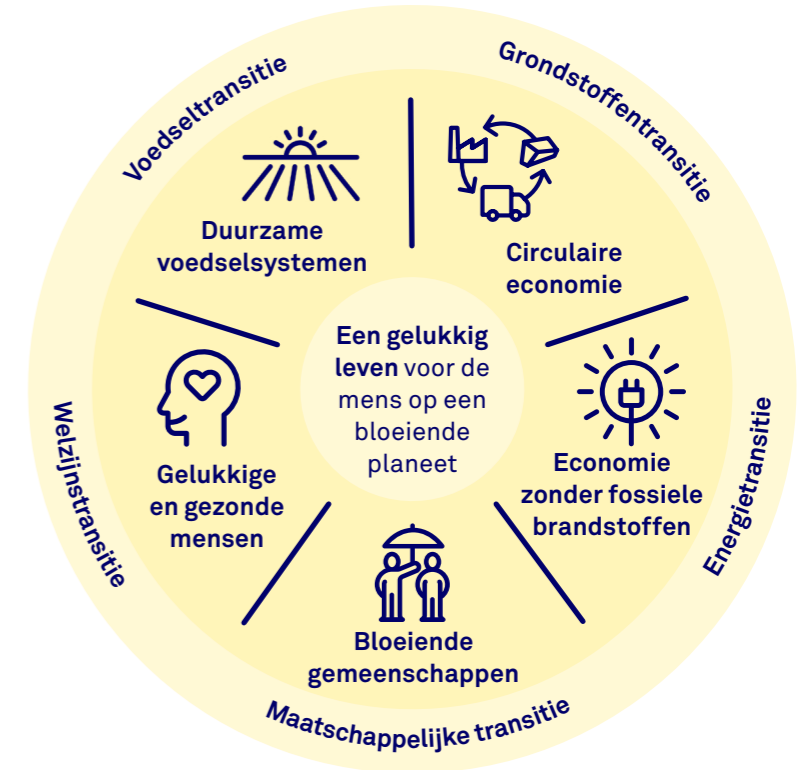 Voedseltransitie
Grondstoffentransitie
Duurzame
voedselsystemen
Circulaire
economie
Een gelukkig
leven voor de
mens op een
bloeiende
planeet
Welzijnstransitie
Gelukkige
en gezonde
mensen
Economie
zonder fossiele
brandstoffen
Energietransitie
Bloeiende
gemeenschappen
Maatschappelijke transitie